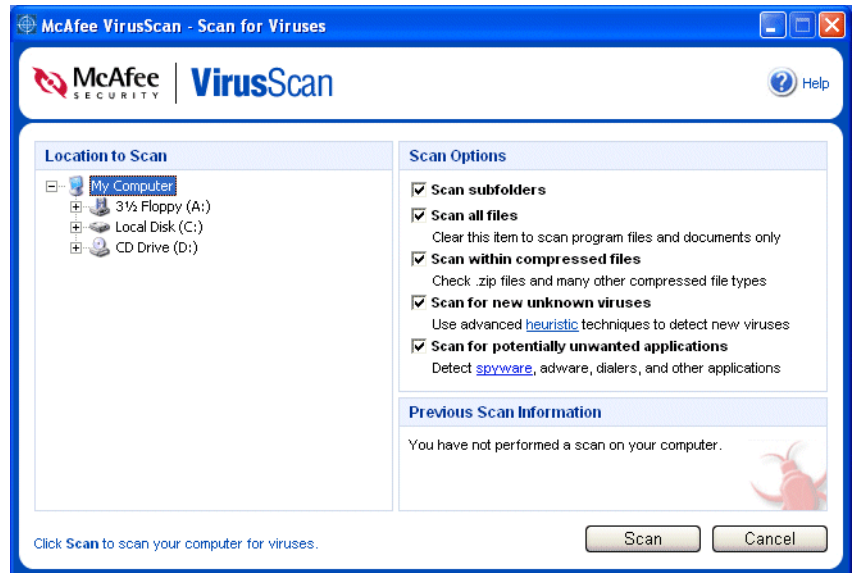 McAfee VirusScan - Scan for Viruses
McAfee
SECURITY
VirusScan
Help
Location to Scan
My Computer
3½ Floppy (A:)
Local Disk (C:)
CD Drive (D:)
Scan Options
Scan subfolders
Scan all files
Clear this item to scan program files and documents only
Scan within compressed files
Check .zip files and many other compressed file types
Scan for new unknown viruses
Use advanced heuristic techniques to detect new viruses
Scan for potentially unwanted applications
Detect spyware, adware, dialers, and other applications
Previous Scan Information
You have not performed a scan on your computer.
Click Scan to scan your computer for viruses.
Scan
Cancel